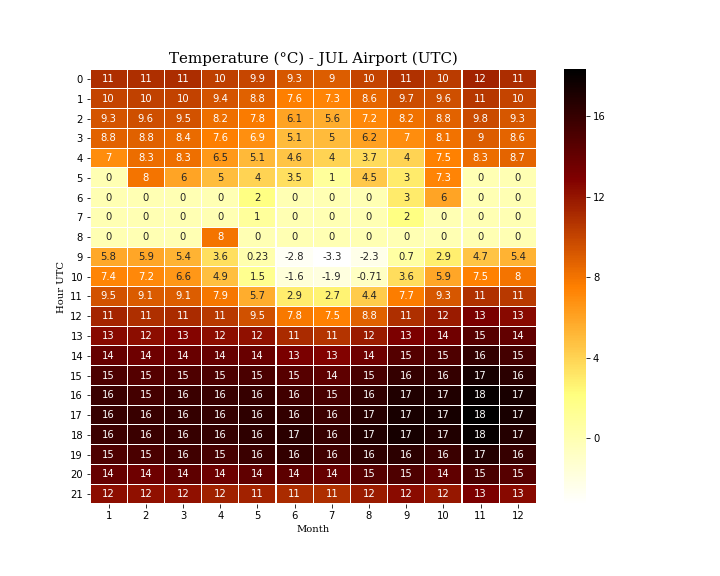 Temperature (°C) - JUL Airport (UTC)
0 11 11 11 10 9.9 9.3 9 10 11 10 12 11
1 10 10 10 9.4 8.8 7.6 7.3 8.6 9.7 9.6 11 10
2 9.3 9.6 9.5 8.2 7.8 6.1 5.6 7.2 8.2 8.8 9.8 9.3
3 8.8 8.8 8.4 7.6 6.9 5.1 5 6.2 7 8.1 9 8.6
4 7 8.3 8.3 6.5 5.1 4.6 4 3.7 4 7.5 8.3 8.7
5 0 8 6 5 4 3.5 1 4.5 3 7.3 0 0
6 0 0 0 0 2 0 0 0 3 6 0 0
7 0 0 0 0 1 0 0 0 2 0 0 0
8 0 0 0 8 0 0 0 0 0 0 0 0
9 5.8 5.9 5.4 3.6 0.23 -2.8 -3.3 -2.3 0.7 2.9 4.7 5.4
10 7.4 7.2 6.6 4.9 1.5 -1.6 -1.9 -0.71 3.6 5.9 7.5 8
11 9.5 9.1 9.1 7.9 5.7 2.9 2.7 4.4 7.7 9.3 11 11
12 11 11 11 11 9.5 7.8 7.5 8.8 11 12 13 13
13 13 12 13 12 12 11 11 12 13 14 15 14
14 14 14 14 14 14 13 13 14 15 15 16 15
15 15 15 15 15 15 15 14 15 16 16 17 16
16 16 15 16 16 16 16 15 16 17 17 18 17
17 16 16 16 16 16 16 16 17 17 17 18 17
18 16 16 16 16 16 17 16 17 17 17 18 17
19 15 15 16 15 16 16 16 16 16 16 17 16
20 14 14 14 14 14 14 14 15 15 14 15 15
21 12 12 12 12 11 11 11 12 12 12 13 13
1 2 3 4 5 6 7 8 9 10 11 12
Month
Hour UTC
16
12
8
4
0